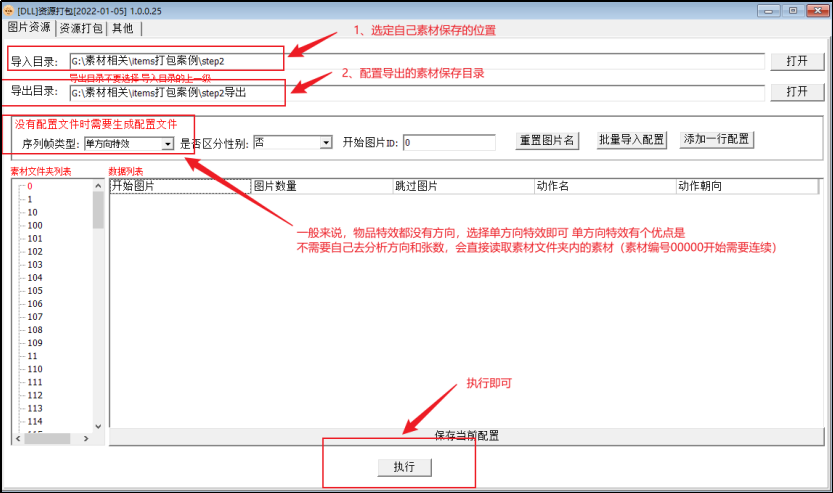 [DLL]资源打包[2022-01-05] 1.0.0.25
图片资源 资源打包 其他
1、选定自己素材保存的位置
导入目录: G:\素材相关\items打包案例\step2 打开
导出目录不要选择 导入目录的上一级
2、配置导出的素材保存目录
导出目录: G:\素材相关\items打包案例\step2导出 打开
没有配置文件时需要生成配置文件
序列帧类型: 单方向特效 是否区分性别: 否 开始图片ID: 0 重置图片名 批量导入配置 添加一行配置
素材文件夹列表 数据列表
开始图片 图片数量 跳过图片 动作名 动作朝向
0
1
10
100
101
102
103
104
105
106
107
108
109
11
110
111
112
113
114
一般来说，物品特效都没有方向，选择单方向特效即可 单方向特效有个优点是
不需要自己去分析方向和张数，会直接读取素材文件夹内的素材（素材编号00000开始需要连续）
执行即可
保存当前配置
执行